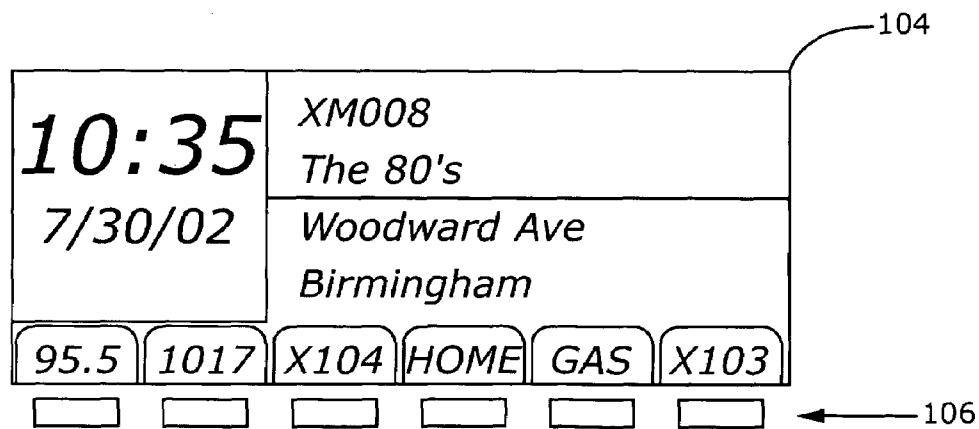 104
10:35
7/30/02
XM008
The 80's
Woodward Ave
Birmingham
95.5 1017 X104 HOME GAS X103
106